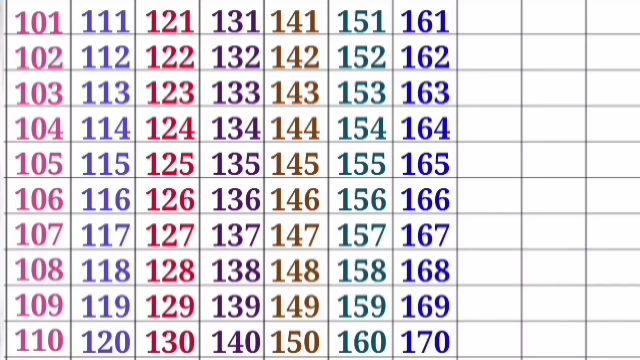 101 111 121 131 141 151 161
102 112 122 132 142 152 162
103 113 123 133 143 153 163
104 114 124 134 144 154 164
105 115 125 135 145 155 165
106 116 126 136 146 156 166
107 117 127 137 147 157 167
108 118 128 138 148 158 168
109 119 129 139 149 159 169
110 120 130 140 150 160 170